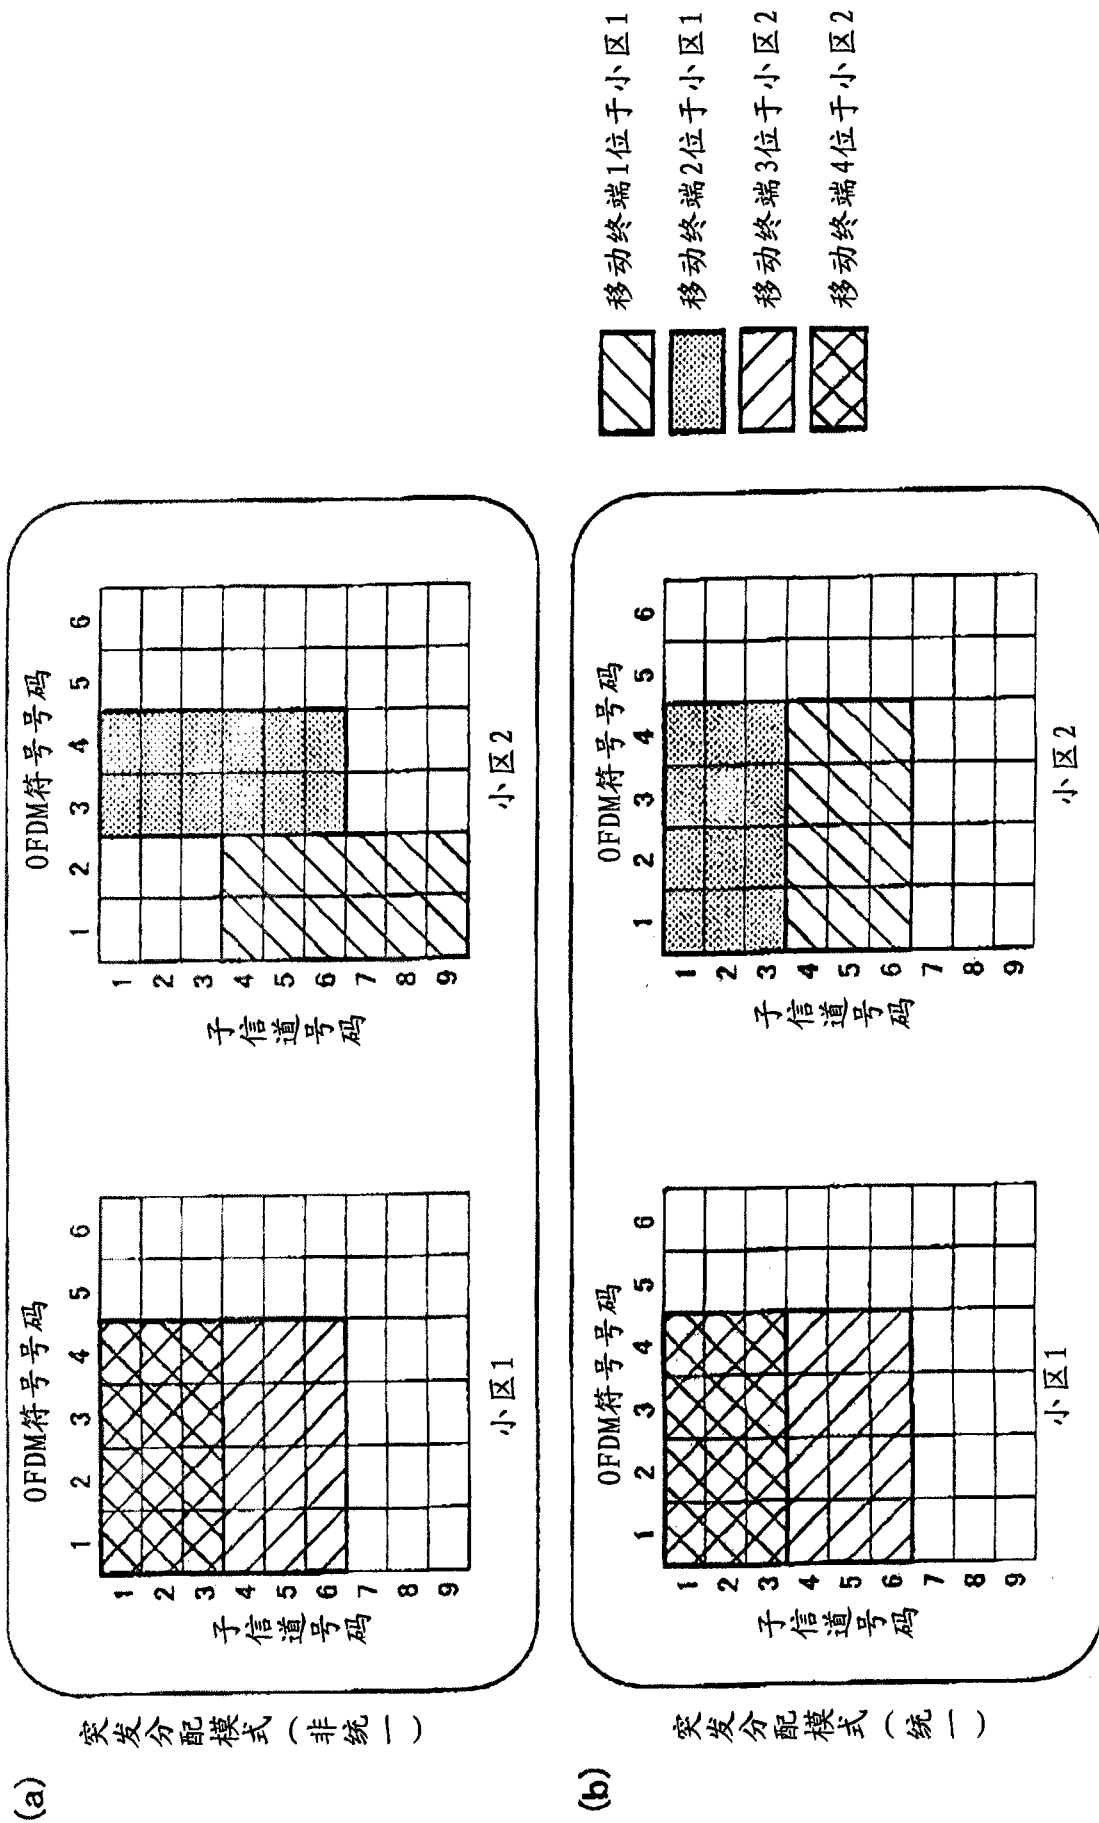 (a)
突发分配模式(非统一)
OFDM符号号码
1 2 3 4 5 6
子信道号码
1
2
3
4
5
6
7
8
9
小区1
OFDM符号号码
1 2 3 4 5 6
子信道号码
1
2
3
4
5
6
7
8
9
小区2
(b)
突发分配模式(统一)
OFDM符号号码
1 2 3 4 5 6
子信道号码
1
2
3
4
5
6
7
8
9
小区1
OFDM符号号码
1 2 3 4 5 6
子信道号码
1
2
3
4
5
6
7
8
9
小区2
移动终端1位于小区1
移动终端2位于小区1
移动终端3位于小区2
移动终端4位于小区2